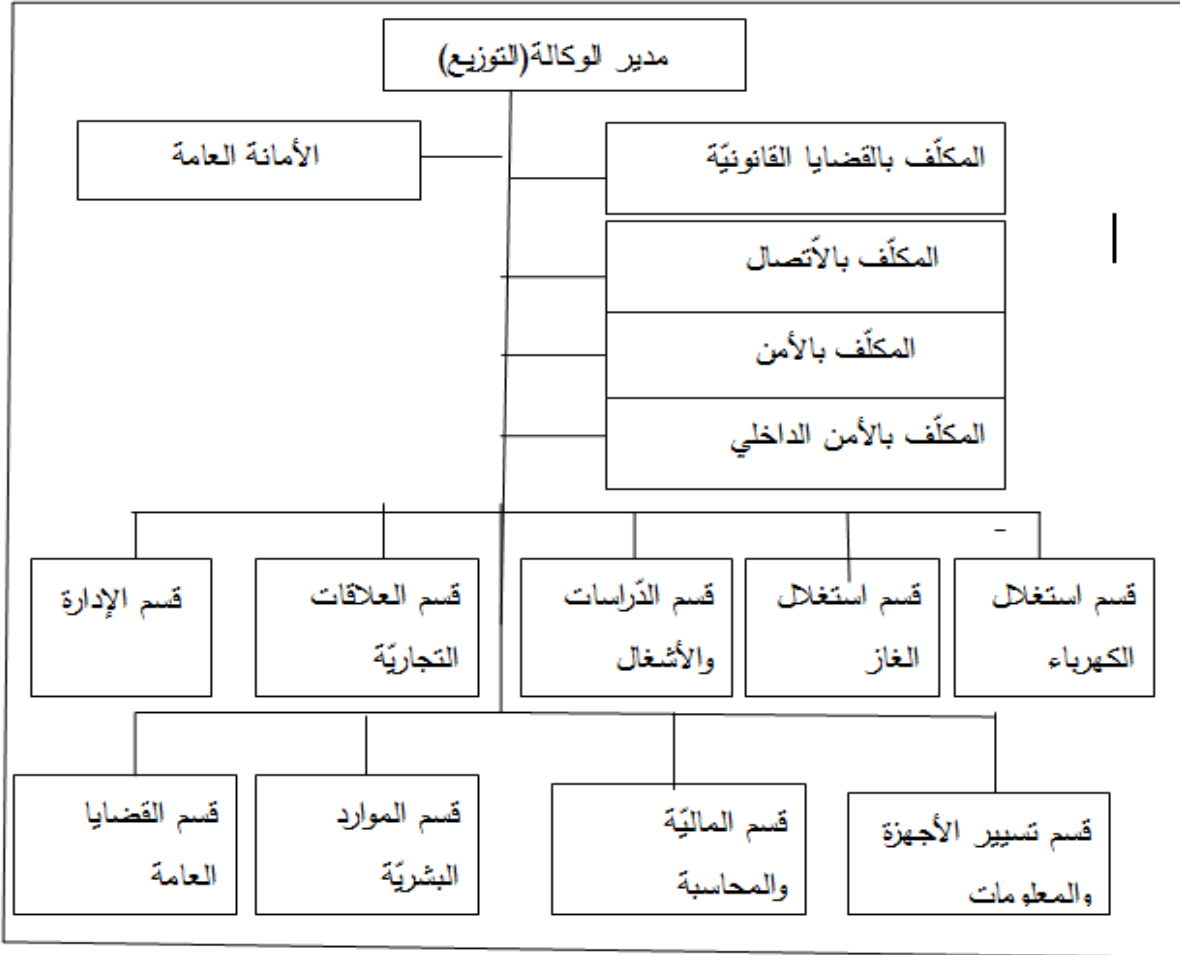 مدير الوكالة(التوزيع)
المكلّف بالقضايا القانونيّة
الأمانة العامة
المكلّف بالاّتصال
المكلّف بالأمن
المكلّف بالأمن الداخلي
قسم استغلال
الكهرباء
قسم استغلال
الغاز
قسم الدّراسات
والأشغال
قسم العلاقات
التجاريّة
قسم الإدارة
قسم تسيير الأجهزة
والمعلومات
قسم الماليّة
والمحاسبة
قسم الموارد
البشريّة
قسم القضايا
العامة